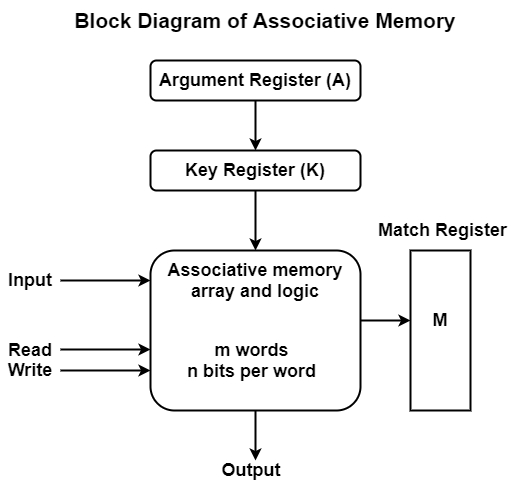 Block Diagram of Associative Memory
Argument Register (A)
Key Register (K)
Match Register
Input
Associative memory
array and logic
M
Read
Write
m words
n bits per word
Output